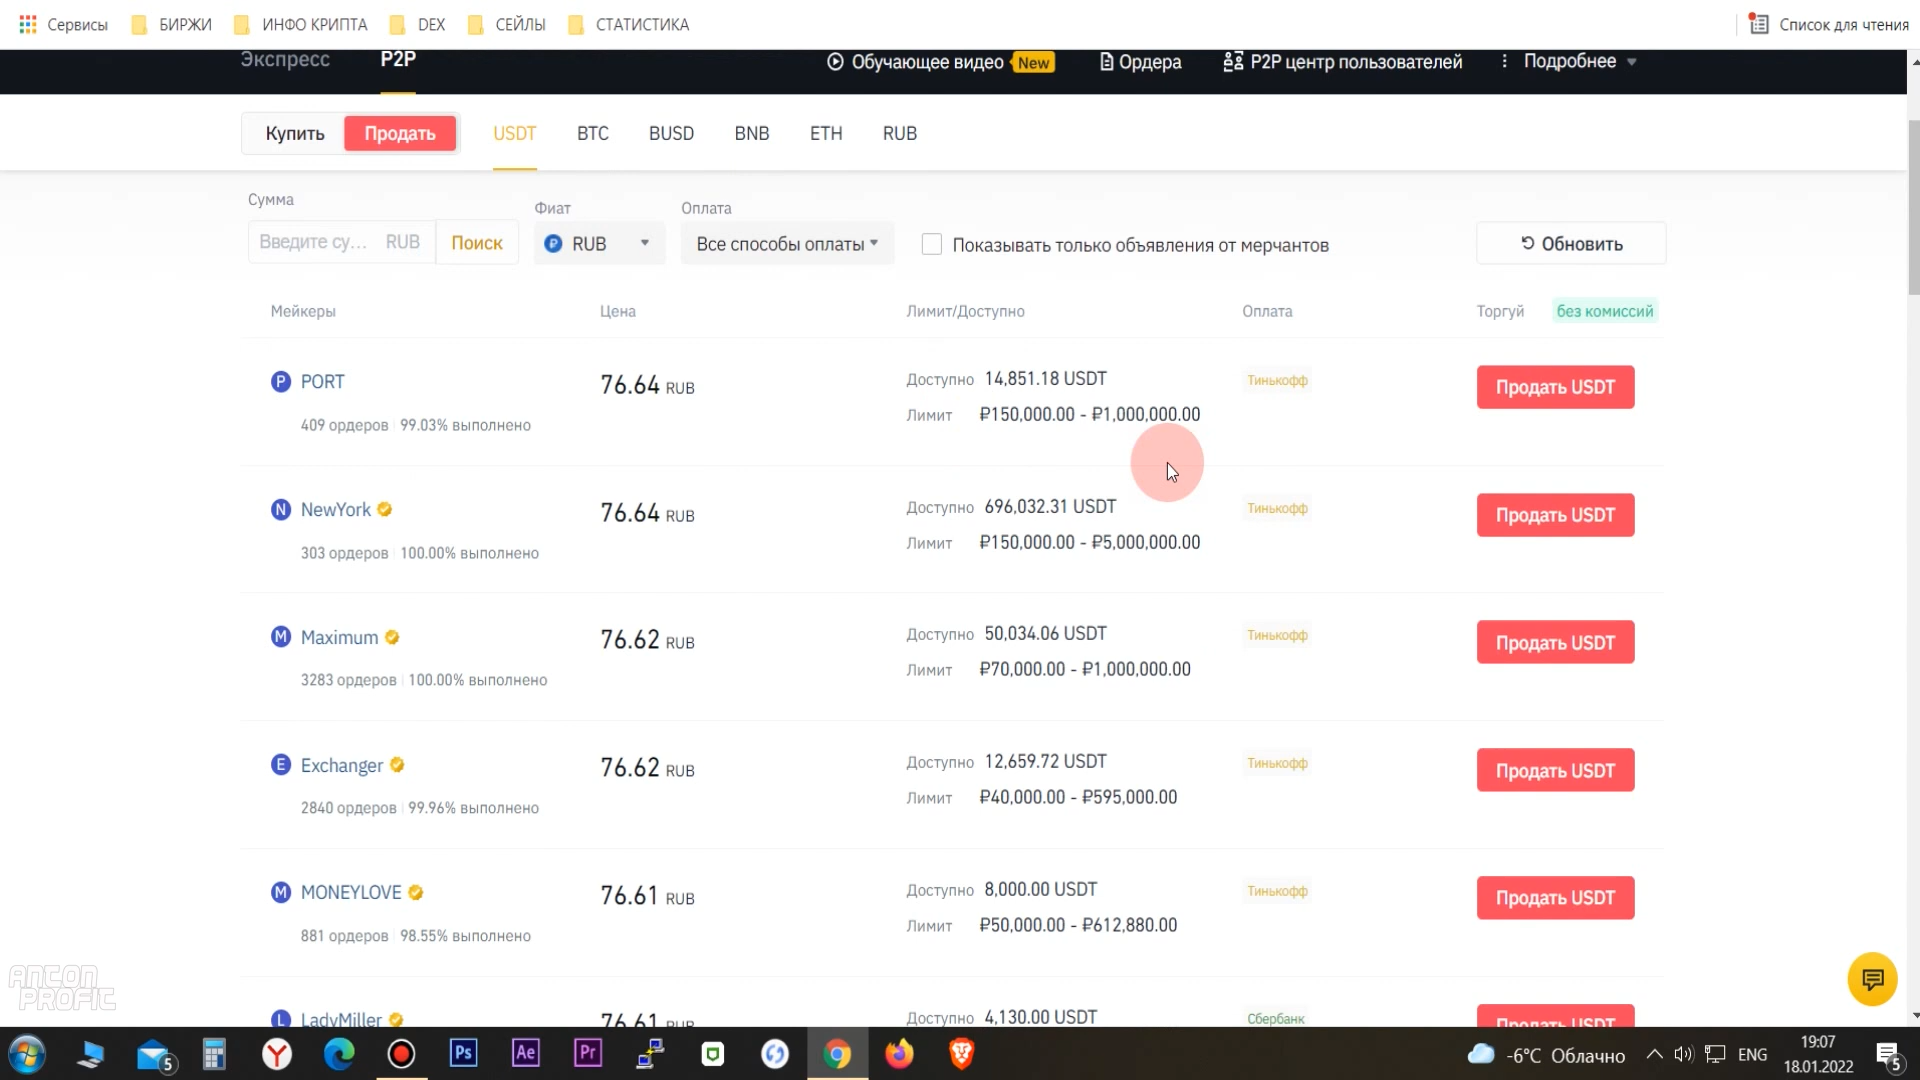 Сервисы БИРЖИ ИНФО КРИПТА DEX СЕЙЛЫ СТАТИСТИКА Список для чтения
Экспресс P2P Обучающее видео New Ордера P2P центр пользователей Подробнее
Купить Продать USDT BTC BUSD BNB ETH RUB
Сумма Фиат Оплата
Введите су... RUB Поиск RUB Все способы оплаты Показывать только объявления от мерчантов Обновить
Мейкеры Цена Лимит/Доступно Оплата Торгуй без комиссий
P PORT 76.64 RUB Доступно 14,851.18 USDT Тинькофф Продать USDT
409 ордеров 99.03% выполнено Лимит ₽150,000.00 - ₽1,000,000.00
N NewYork 76.64 RUB Доступно 696,032.31 USDT Тинькофф Продать USDT
303 ордеров 100.00% выполнено Лимит ₽150,000.00 - ₽5,000,000.00
M Maximum 76.62 RUB Доступно 50,034.06 USDT Тинькофф Продать USDT
3283 ордеров 100.00% выполнено Лимит ₽70,000.00 - ₽1,000,000.00
E Exchanger 76.62 RUB Доступно 12,659.72 USDT Тинькофф Продать USDT
2840 ордеров 99.96% выполнено Лимит ₽40,000.00 - ₽595,000.00
M MONEYLOVE 76.61 RUB Доступно 8,000.00 USDT Тинькофф Продать USDT
881 ордеров 98.55% выполнено Лимит ₽50,000.00 - ₽612,880.00
L LadyMiller 76.61 RUB Доступно 4,130.00 USDT Сбербанк Продать USDT
ANTON
PROFIT
5 Y Ps Ae Pr -6°C Облачно ENG 19:07 5
18.01.2022